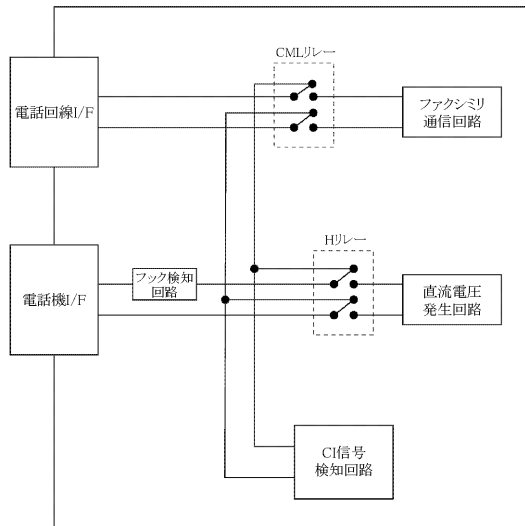 CMLリレー
電話回線I/F
ファクシミリ
通信回路
Hリレー
フック検知
回路
電話機I/F
直流電圧
発生回路
CI信号
検知回路